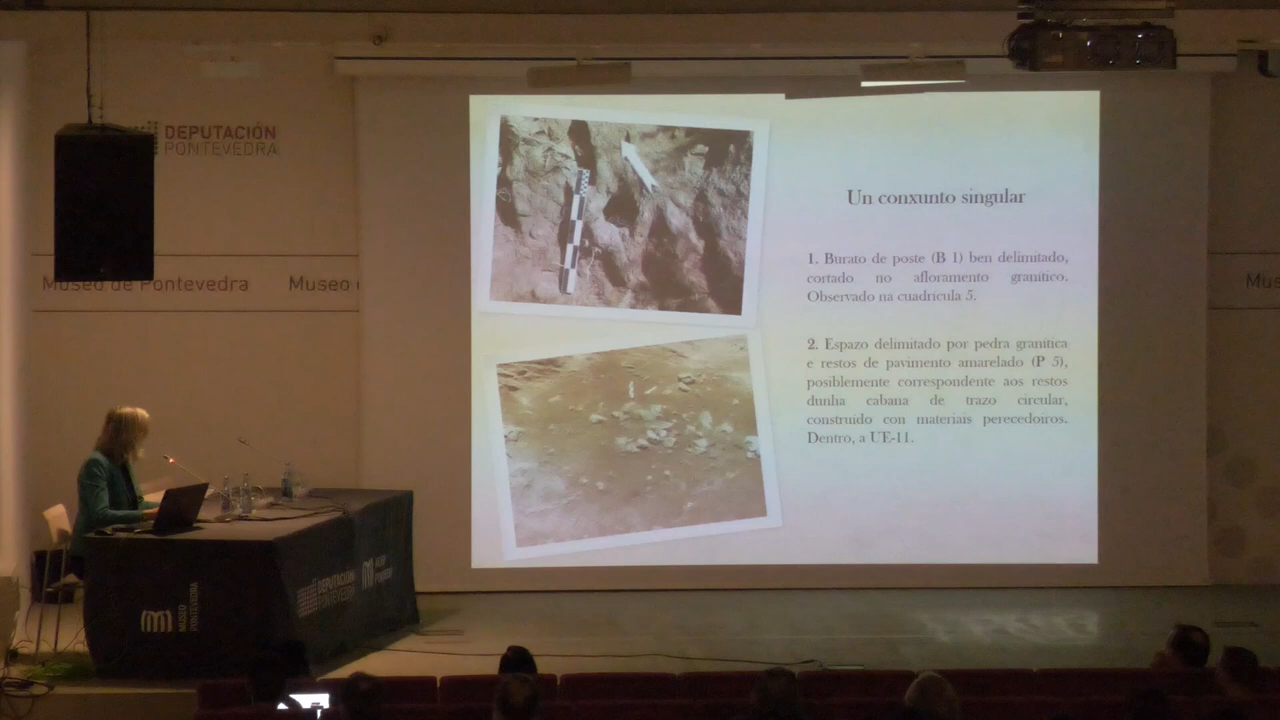 DEPUTACIÓN
PONTEVEDRA
Museo de Pontevedra
Museo
Mus
Un conxunto singular
1. Burato de poste (B 1) ben delimitado,
cortado no afloramento granítico.
Observado na cuadrícula 5.
2. Espazo delimitado por pedra granítica
e restos de pavimento amarelado (P 5),
posiblemente correspondente aos restos
dunha cabana de trazo circular,
construído con materiais perecedoiros.
Dentro, a UE-11.
DEPUTACIÓN
PONTEVEDRA
MUSEO
PONTEVEDRA